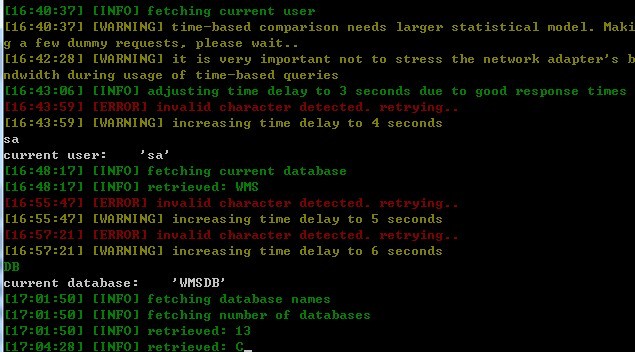 [16:40:37] [INFO] fetching current user
[16:40:37] [WARNING] time-based comparison needs larger statistical model. Maki
g a few dummy requests, please wait..
[16:42:28] [WARNING] it is very important not to stress the network adapter's b
ndwidth during usage of time-based queries
[16:43:06] [INFO] adjusting time delay to 3 seconds due to good response times
[16:43:59] [ERROR] invalid character detected. retrying..
[16:43:59] [WARNING] increasing time delay to 4 seconds
sa
current user:    'sa'
[16:48:17] [INFO] fetching current database
[16:48:17] [INFO] retrieved: WMS
[16:55:47] [ERROR] invalid character detected. retrying..
[16:55:47] [WARNING] increasing time delay to 5 seconds
[16:57:21] [ERROR] invalid character detected. retrying..
[16:57:21] [WARNING] increasing time delay to 6 seconds
DB
current database:    'WMSDB'
[17:01:50] [INFO] fetching database names
[17:01:50] [INFO] fetching number of databases
[17:01:50] [INFO] retrieved: 13
[17:04:28] [INFO] retrieved: C_